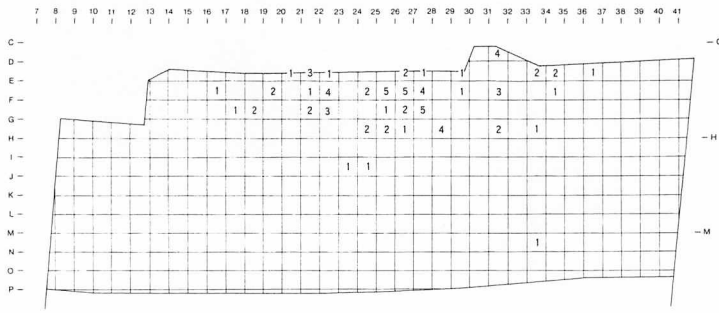 7 8 9 10 11 12 13 14 15 16 17 18 19 20 21 22 23 24 25 26 27 28 29 30 31 32 33 34 35 36 37 38 39 40 41
C – 4 – C
D –
1 3 1 2 1 1 2 2 1
E –
1 2 1 4 2 5 5 4 1 3 1
F –
1 2 2 3 1 2 5
G –
2 2 1 4 2 1
H – – H
I –
1 1
J –
K –
L –
M – – M
1
N –
O –
P –